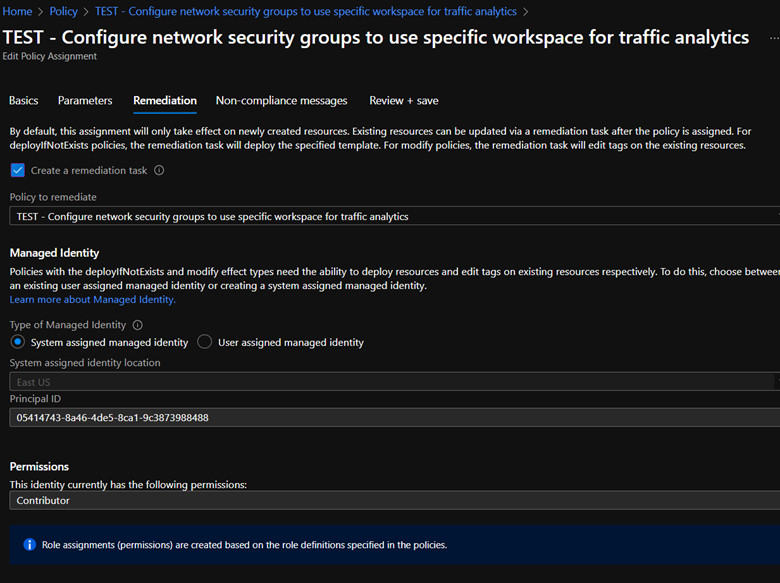 Home > Policy > TEST - Configure network security groups to use specific workspace for traffic analytics >
TEST - Configure network security groups to use specific workspace for traffic analytics ...
Edit Policy Assignment
Basics Parameters Remediation Non-compliance messages Review + save
By default, this assignment will only take effect on newly created resources. Existing resources can be updated via a remediation task after the policy is assigned. For
deployIfNotExists policies, the remediation task will deploy the specified template. For modify policies, the remediation task will edit tags on the existing resources.
Create a remediation task
Policy to remediate
TEST - Configure network security groups to use specific workspace for traffic analytics
Managed Identity
Policies with the deployIfNotExists and modify effect types need the ability to deploy resources and edit tags on existing resources respectively. To do this, choose between
an existing user assigned managed identity or creating a system assigned managed identity.
Learn more about Managed Identity.
Type of Managed Identity
System assigned managed identity User assigned managed identity
System assigned identity location
East US
Principal ID
05414743-8a46-4de5-8ca1-9c3873988488
Permissions
This identity currently has the following permissions:
Contributor
Role assignments (permissions) are created based on the role definitions specified in the policies.